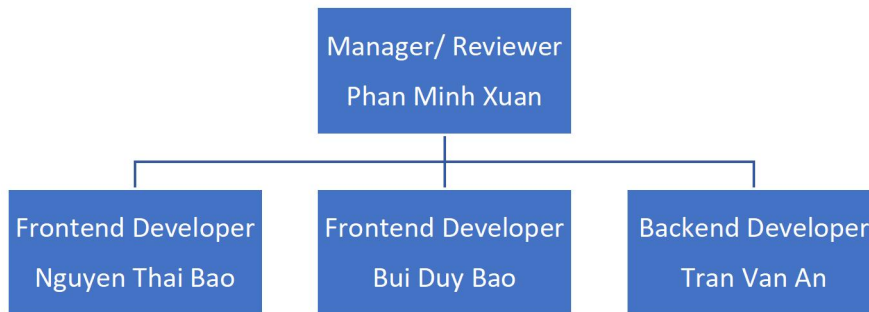 Manager/ Reviewer
Phan Minh Xuan
Frontend Developer
Nguyen Thai Bao
Frontend Developer
Bui Duy Bao
Backend Developer
Tran Van An